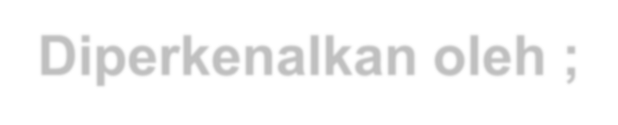 Diperkenalkan oleh ;